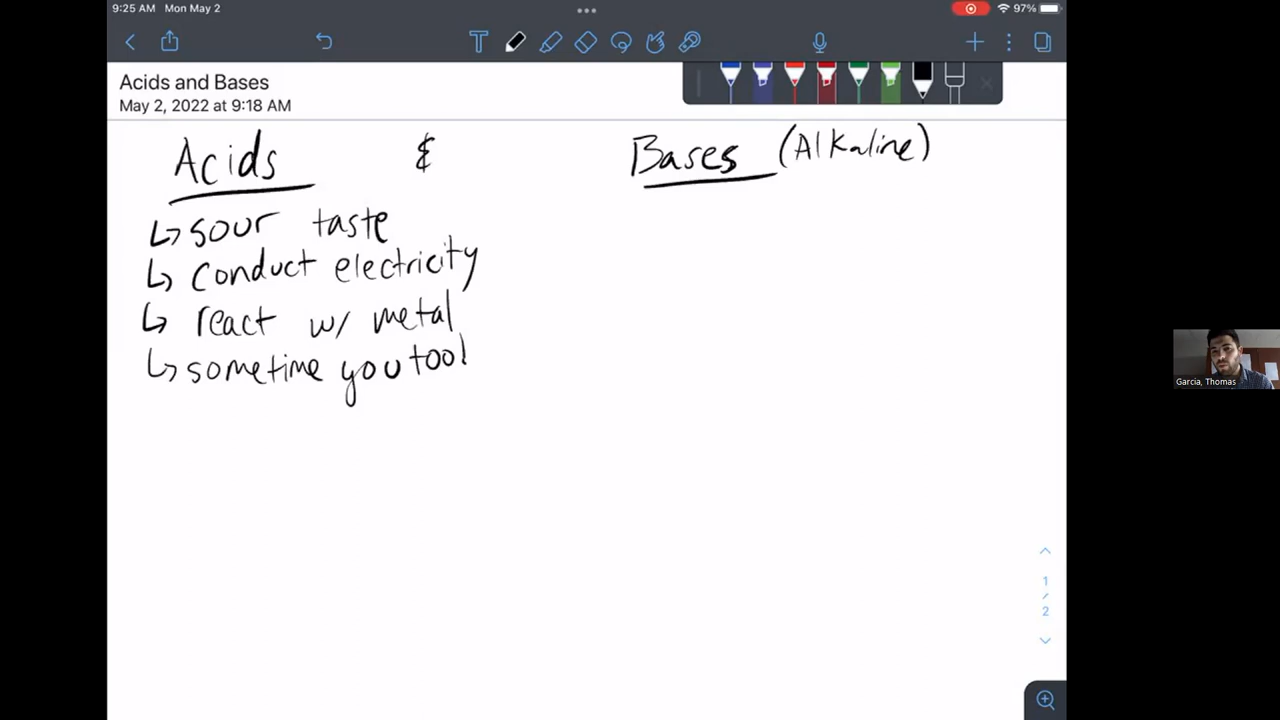 9:25 AM Mon May 2
97%
Acids and Bases
May 2, 2022 at 9:18 AM
Acids & Bases (Alkaline)
↳ sour taste
↳ conduct electricity
↳ react w/ metal
↳ sometime you too!
Garcia, Thomas
1
/
2